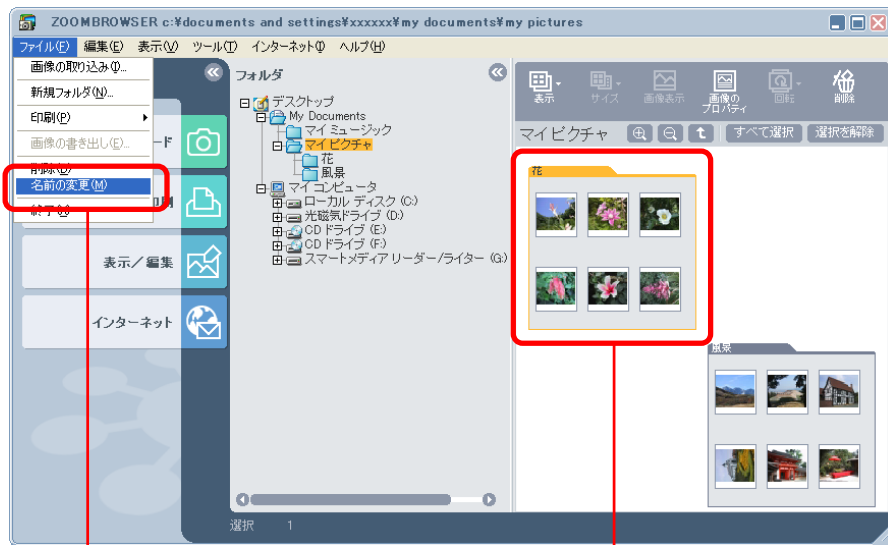 ZOOMBROWSER c:¥documents and settings¥xxxxxx¥my documents¥my pictures
ファイル(F) 編集(E) 表示(V) ツール(T) インターネット(I) ヘルプ(H)
画像の取り込み(I)...
新規フォルダ(N)...
印刷(P)
画像の書き出し(E)...
削除(D)
名前の変更(M)
終了(X)
ード
印刷
表示／編集
インターネット
フォルダ
デスクトップ
My Documents
マイ ミュージック
マイ ピクチャ
花
風景
マイ コンピュータ
ローカル ディスク (C:)
光磁気ドライブ (D:)
CD ドライブ (E:)
CD ドライブ (F:)
スマートメディア リーダー/ライター (G:)
表示 サイズ 画像表示 画像の プロパティ 回転 削除
マイ ピクチャ すべて選択 選択を解除
花
風景
選択 1